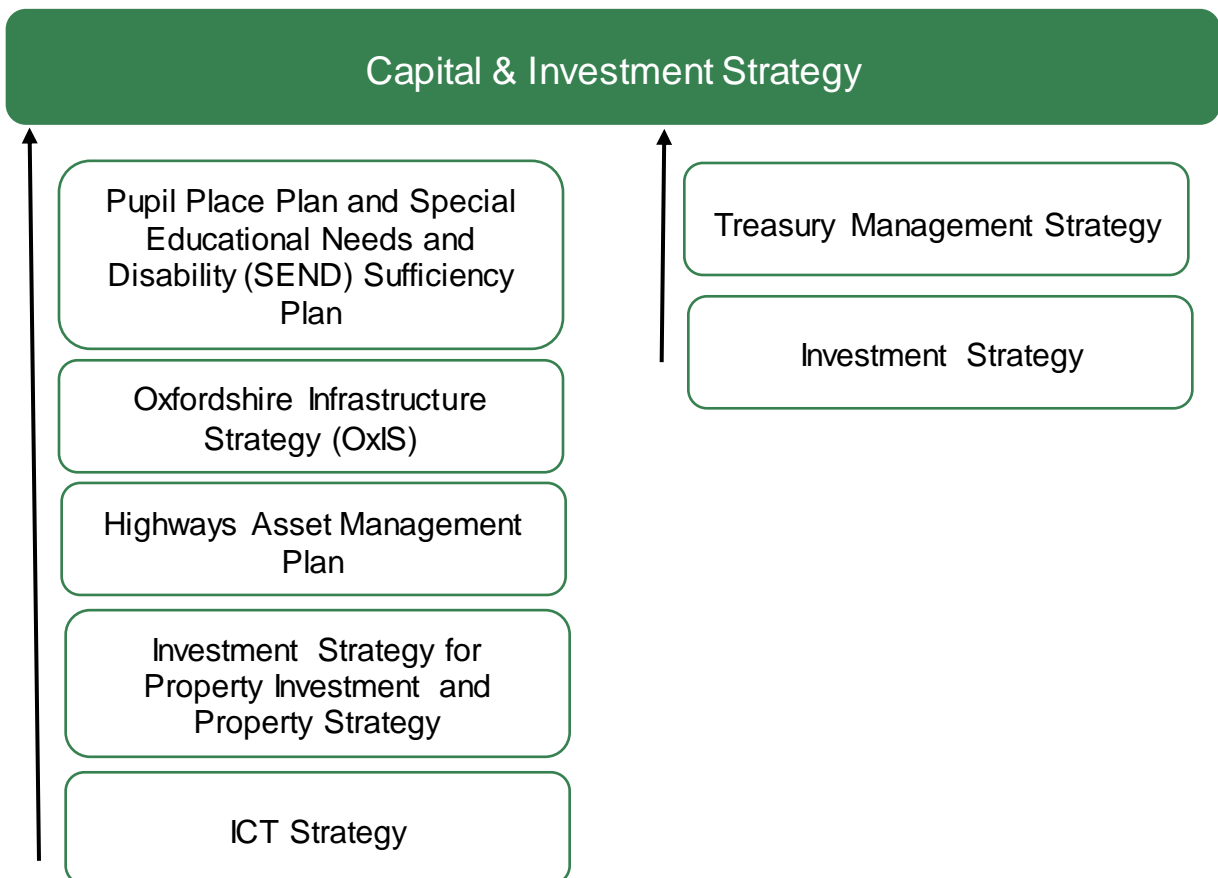 Capital & Investment Strategy
Pupil Place Plan and Special
Educational Needs and
Disability (SEND) Sufficiency
Plan
Oxfordshire Infrastructure
Strategy (OxIS)
Highways Asset Management
Plan
Investment Strategy for
Property Investment and
Property Strategy
ICT Strategy
Treasury Management Strategy
Investment Strategy